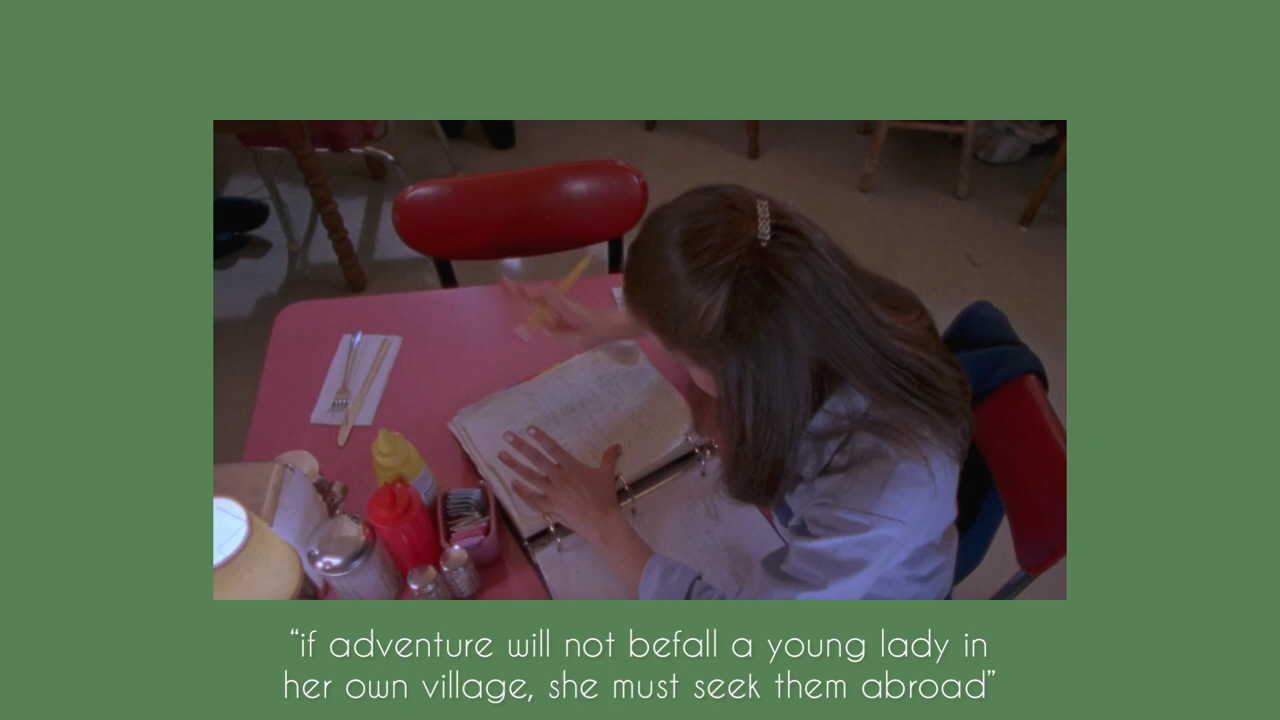 “if adventure will not befall a young lady in
her own village, she must seek them abroad”